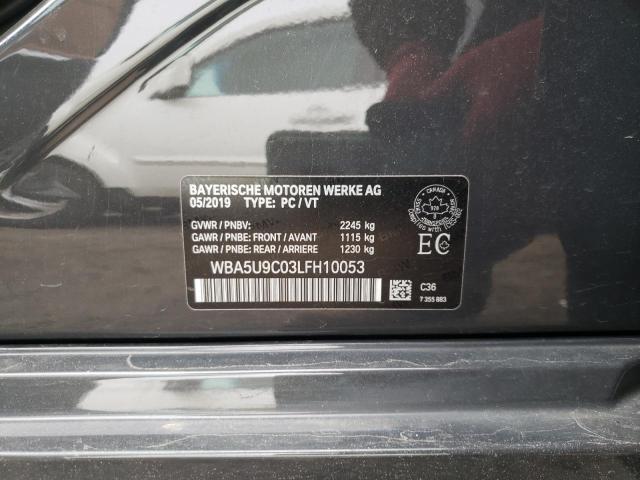 BAYERISCHE MOTOREN WERKE AG
05/2019 TYPE: PC / VT
GVWR / PNBV: 2245 kg
GAWR / PNBE: FRONT / AVANT 1115 kg
GAWR / PNBE: REAR / ARRIERE 1230 kg
WBA5U9C03LFH10053
CANADA
EC
C36
7 355 883